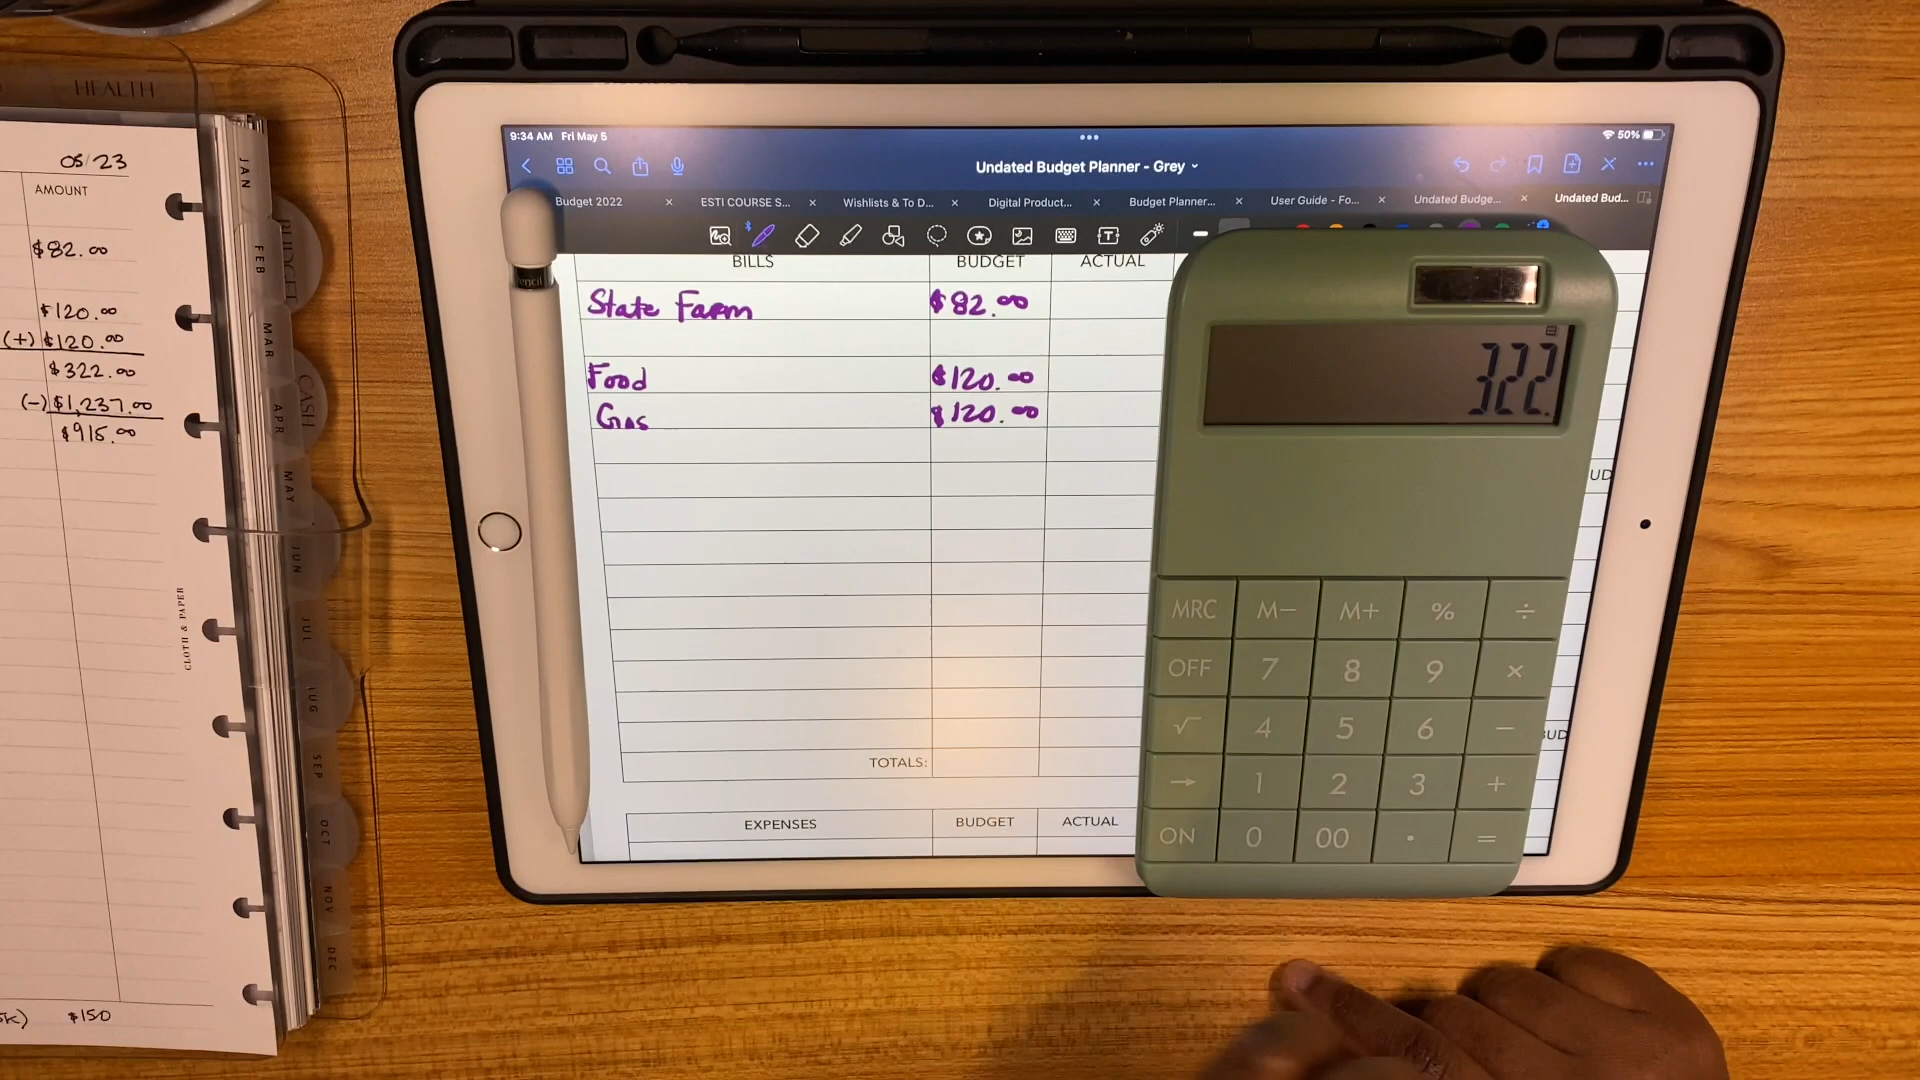 HEALTH
05/23
AMOUNT
$82.00
$120.00
(+) $120.00
$322.00
(-) $1,237.00
$915.00
$150
CLOTH & PAPER
JAN
FEB
MAR
APR
MAY
JUN
JUL
SEP
OCT
NOV
DEC
BUDGET
CASH
9:34 AM Fri May 5
50%
Undated Budget Planner - Grey
Budget 2022
ESTI COURSE S...
Wishlists & To D...
Digital Product...
Budget Planner...
User Guide - Fo...
Undated Budge...
Undated Bud...
BILLS BUDGET ACTUAL
State Farm $82.00
Food $120.00
Gas $120.00
TOTALS:
EXPENSES BUDGET ACTUAL
UD
BUD
322.
MRC M− M+ % ÷
OFF 7 8 9 ×
√ 4 5 6 −
→ 1 2 3 +
ON 0 00 . =